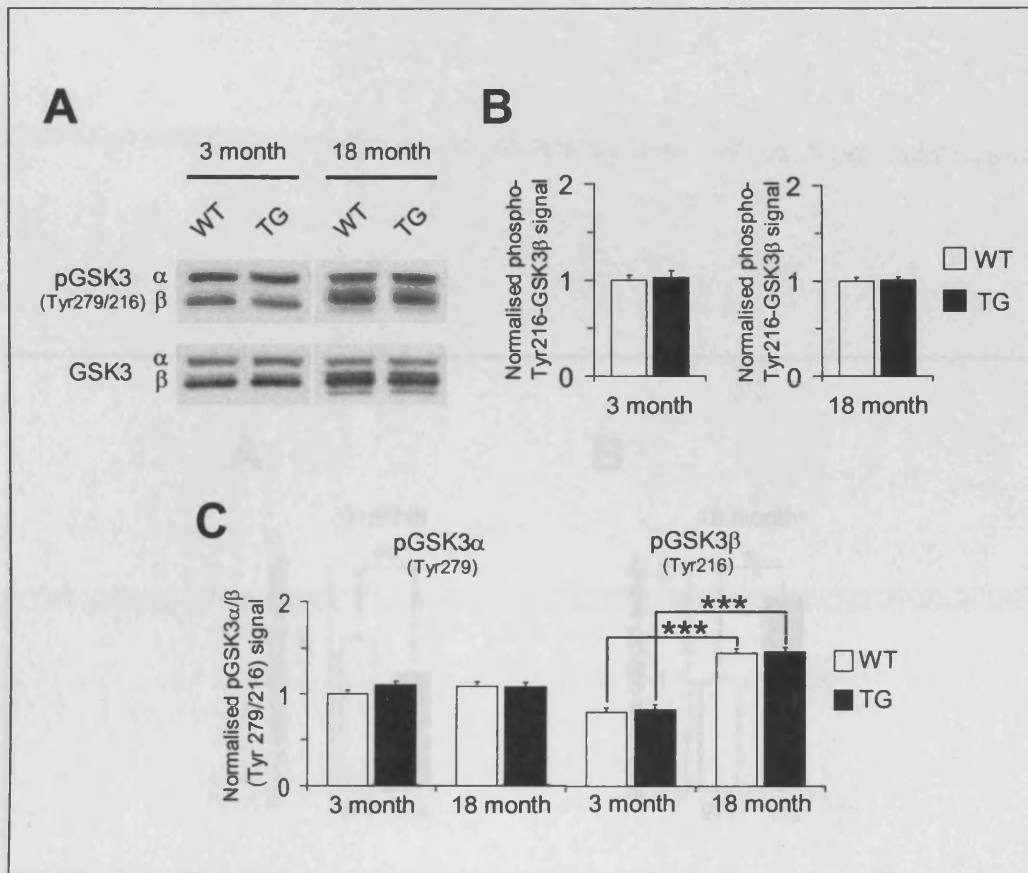 A
3 month 18 month
WT TG WT TG
pGSK3 α
(Tyr279/216) β
GSK3 α
β
B
Normalised phospho-
Tyr216-GSK3β signal
2
1
0
3 month
Normalised phospho-
Tyr216-GSK3β signal
2
1
0
18 month
WT
TG
C
pGSK3α
(Tyr279)
pGSK3β
(Tyr216)
Normalised pGSK3α/β
(Tyr 279/216) signal
2
1
0
*** ***
3 month 18 month 3 month 18 month
WT
TG